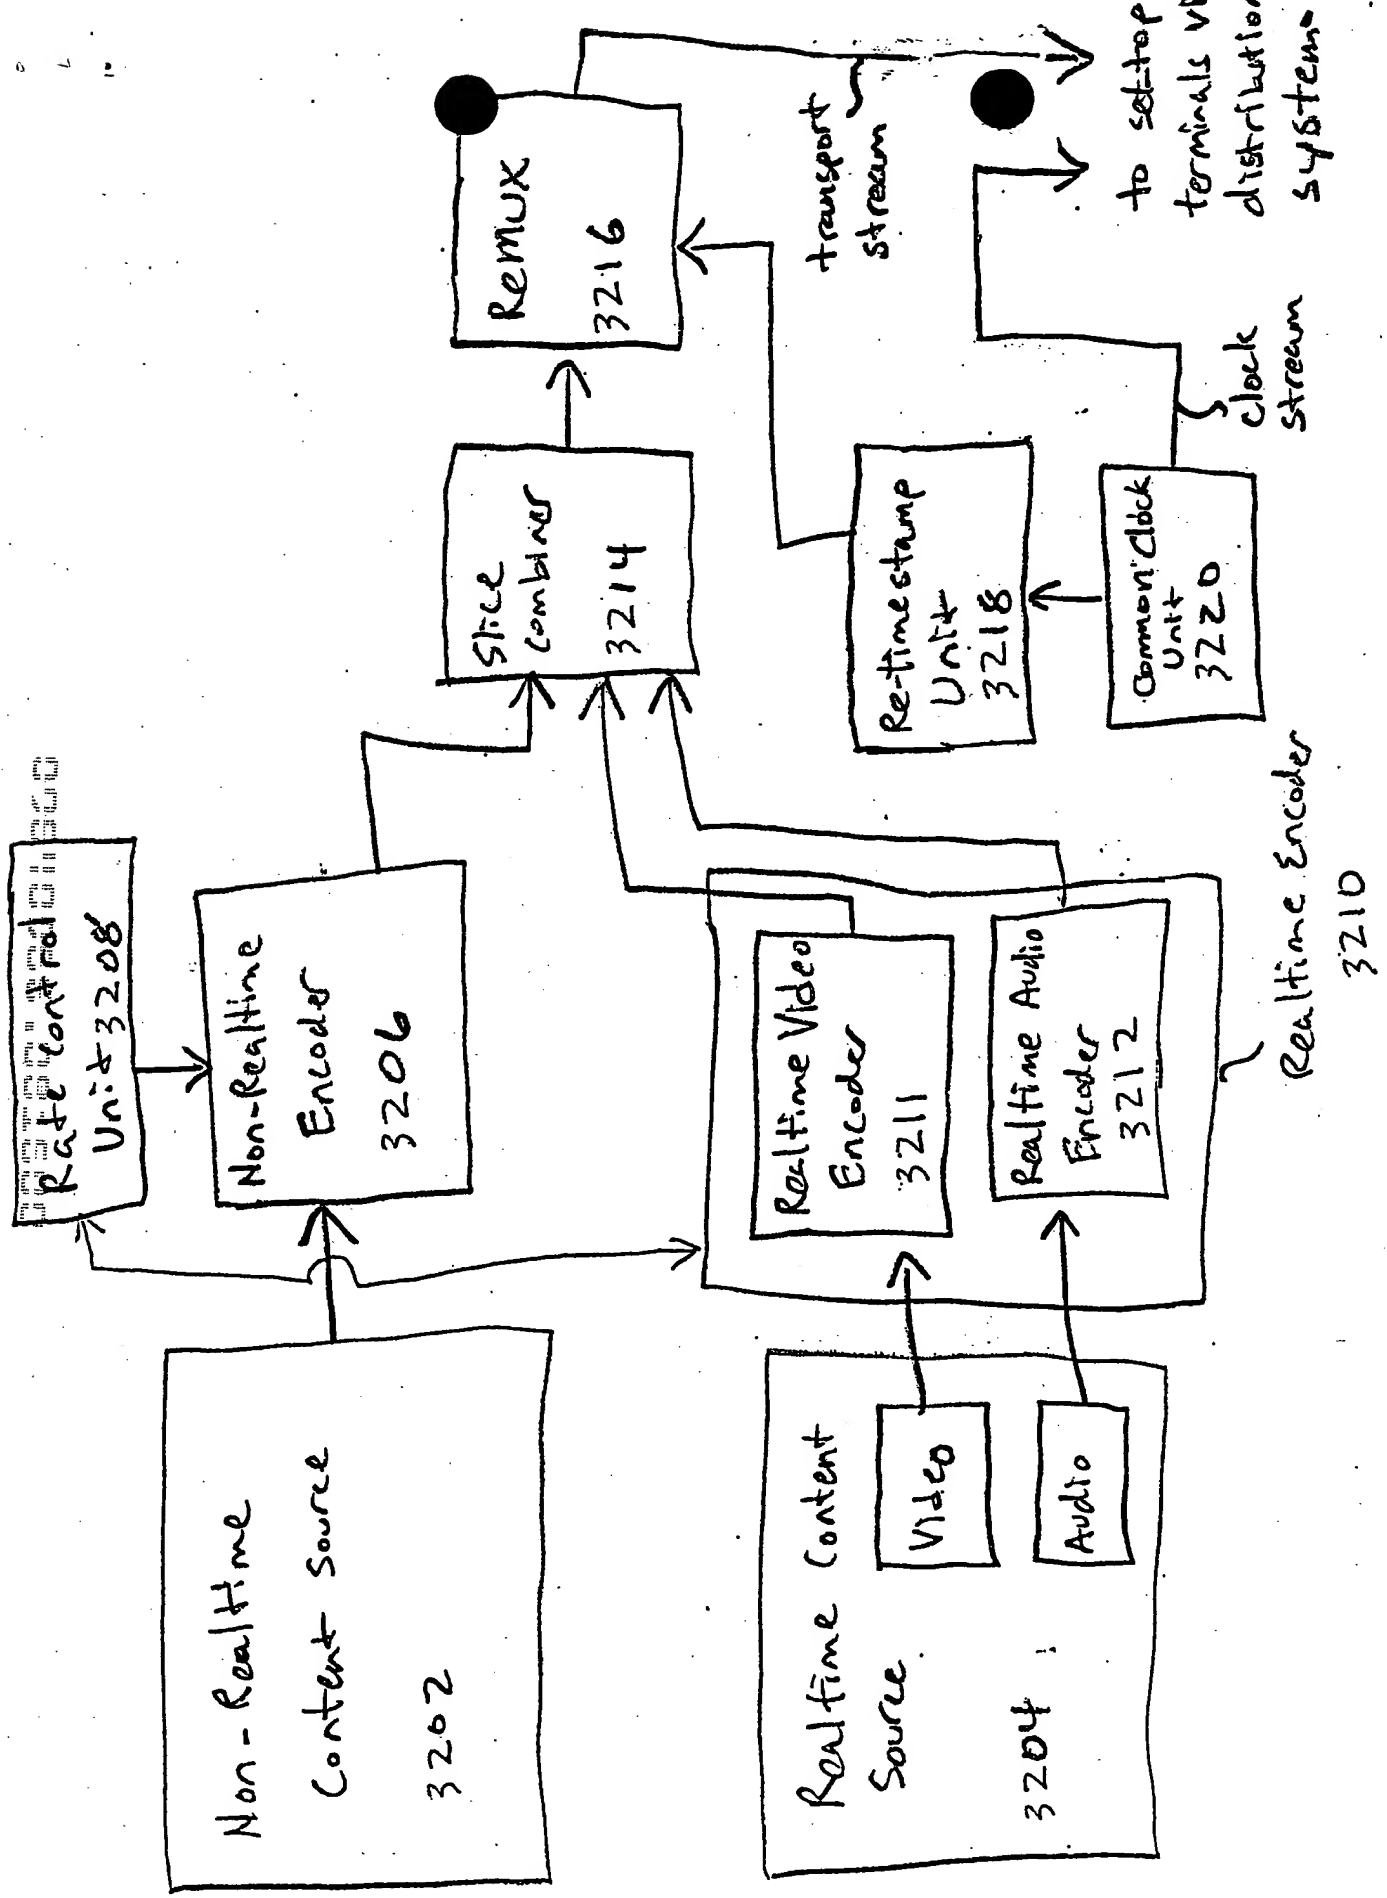 Rate control
Unit 3208
Non-Realtime
Content Source
3202
Non-Realtime
Encoder
3206
Slice
Combiner
3214
Remux
3216
transport
stream
to set-top
terminals
distribution
system
Realtime Content
Source
3204
Video
Audio
Realtime Video
Encoder
3211
Realtime Audio
Encoder
3212
Realtime Encoder
3210
Re-timestamp
Unit
3218
Common Clock
Unit
3220
Clock
stream